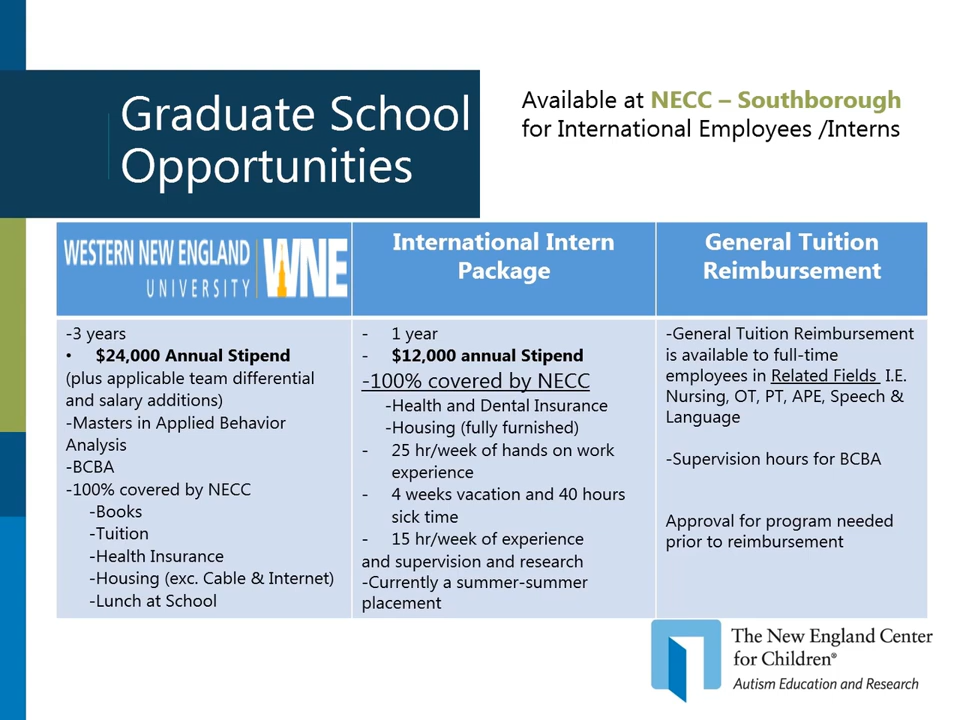 Graduate School
Opportunities
Available at NECC – Southborough
for International Employees /Interns
WESTERN NEW ENGLAND
UNIVERSITY
WNE
-3 years
• $24,000 Annual Stipend
(plus applicable team differential
and salary additions)
-Masters in Applied Behavior
Analysis
-BCBA
-100% covered by NECC
-Books
-Tuition
-Health Insurance
-Housing (exc. Cable & Internet)
-Lunch at School
International Intern
Package
- 1 year
- $12,000 annual Stipend
-100% covered by NECC
-Health and Dental Insurance
-Housing (fully furnished)
- 25 hr/week of hands on work
experience
- 4 weeks vacation and 40 hours
sick time
- 15 hr/week of experience
and supervision and research
-Currently a summer-summer
placement
General Tuition
Reimbursement
-General Tuition Reimbursement
is available to full-time
employees in Related Fields I.E.
Nursing, OT, PT, APE, Speech &
Language
-Supervision hours for BCBA
Approval for program needed
prior to reimbursement
The New England Center
for Children®
Autism Education and Research